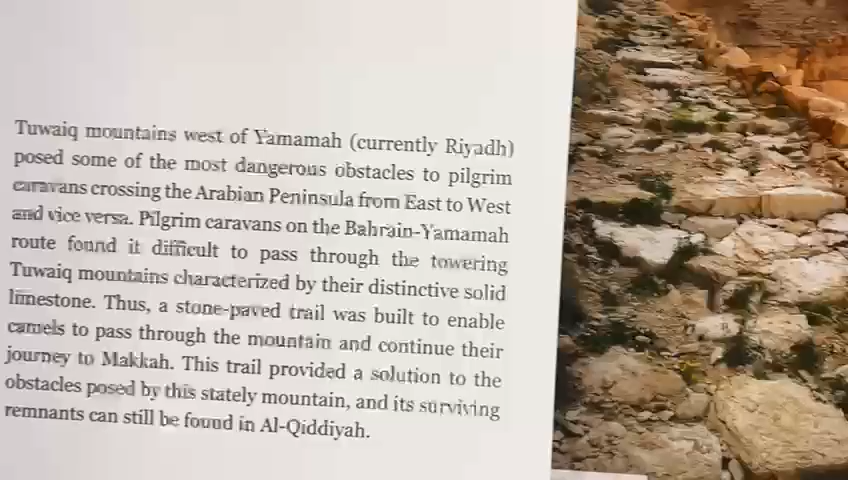 Tuwaiq mountains west of Yamamah (currently Riyadh)
posed some of the most dangerous obstacles to pilgrim
caravans crossing the Arabian Peninsula from East to West
and vice versa. Pilgrim caravans on the Bahrain-Yamamah
route found it difficult to pass through the towering
Tuwaiq mountains characterized by their distinctive solid
limestone. Thus, a stone-paved trail was built to enable
camels to pass through the mountain and continue their
journey to Makkah. This trail provided a solution to the
obstacles posed by this stately mountain, and its surviving
remnants can still be found in Al-Qiddiyah.